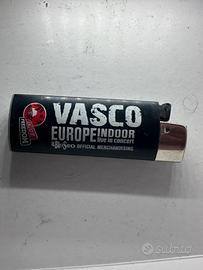 VASCO
EUROPE INDOOR
live in concert
OFFICIAL MERCHANDISING
subito